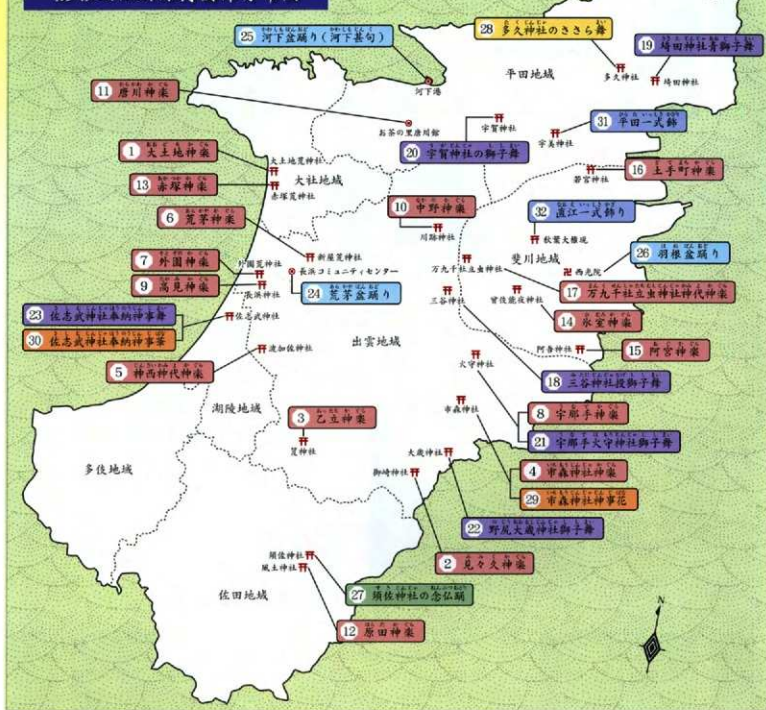 25 河下盆踊り(河下甚句)
28 多久神社のささら舞
19 埼田神社青獅子舞
平田地域
河下港
多久神社
埼田神社
11 唐川神楽
お茶の里唐川館
宇賀神社
宇美神社
31 平田一式飾
20 宇賀神社の獅子舞
1 大土地神楽
大土地荒神社
大社地域
若宮神社
16 土手町神楽
13 赤塚神楽
赤塚荒神社
10 中野神楽
32 直江一式飾り
6 荒茅神楽
川跡神社
秋葉大権現
斐川地域
新屋荒神社
7 外園神楽
外園荒神社
長浜コミュニティセンター
万九千社立虫神社
西光院
26 羽根盆踊り
9 高見神楽
長浜神社
24 荒茅盆踊り
三谷神社
曽枳能夜神社
17 万九千社立虫神社神代神楽
23 佐志武神社奉納神事舞
佐志武神社
14 氷室神楽
30 佐志武神社奉納神事華
出雲地域
阿吾神社
15 阿宮神楽
5 神西神代神楽
波加佐神社
火守神社
18 三谷神社投獅子舞
湖陵地域
市森神社
8 宇那手神楽
3 乙立神楽
21 宇那手火守神社獅子舞
多伎地域
大歳神社
御崎神社
4 市森神社神楽
29 市森神社神事花
22 野尻大歳神社獅子舞
須佐神社
風土神社
2 見々久神楽
佐田地域
27 須佐神社の念仏踊
12 原田神楽
N